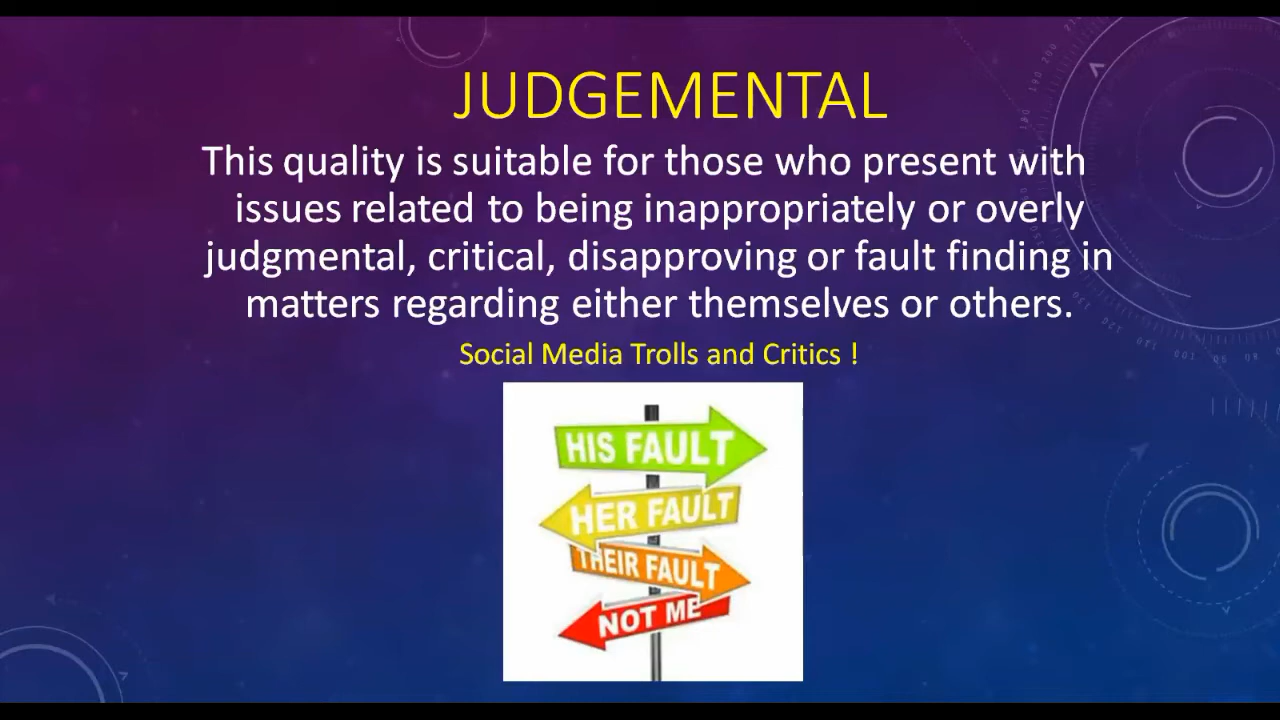 JUDGEMENTAL
This quality is suitable for those who present with
issues related to being inappropriately or overly
judgmental, critical, disapproving or fault finding in
matters regarding either themselves or others.
Social Media Trolls and Critics !
HIS FAULT
HER FAULT
THEIR FAULT
NOT ME